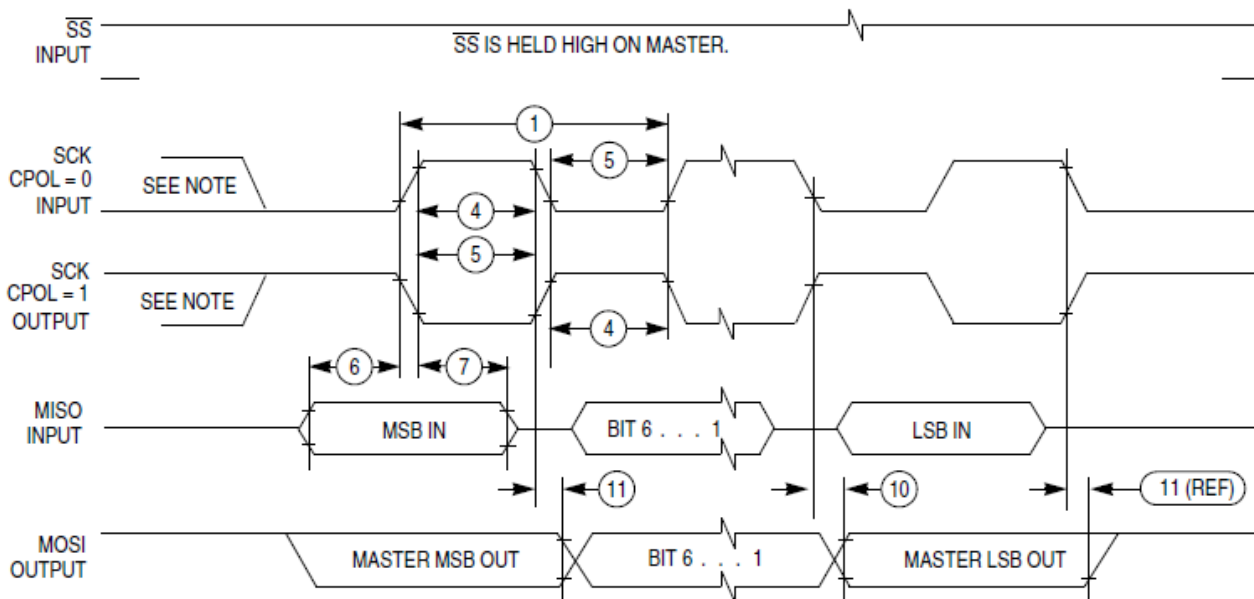 SS
INPUT
SS IS HELD HIGH ON MASTER.
1
SCK
CPOL = 0
INPUT
SEE NOTE
5
4
5
SCK
CPOL = 1
OUTPUT
SEE NOTE
4
6
7
MISO
INPUT
MSB IN
BIT 6 . . . 1
LSB IN
11
10
11 (REF)
MOSI
OUTPUT
MASTER MSB OUT
BIT 6 . . . 1
MASTER LSB OUT